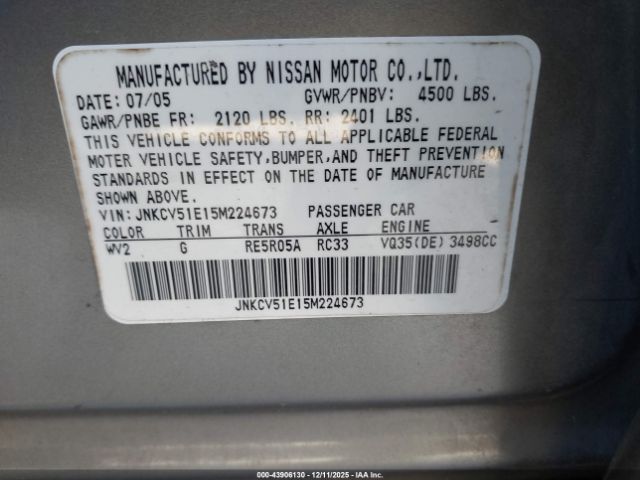 MANUFACTURED BY NISSAN MOTOR CO.,LTD.
DATE: 07/05 GVWR/PNBV: 4500 LBS.
GAWR/PNBE FR: 2120 LBS. RR: 2401 LBS.
THIS VEHICLE CONFORMS TO ALL APPLICABLE FEDERAL
MOTER VEHICLE SAFETY,BUMPER,AND THEFT PREVENTION
STANDARDS IN EFFECT ON THE DATE OF MANUFACTURE
SHOWN ABOVE.
VIN: JNKCV51E15M224673 PASSENGER CAR
COLOR TRIM TRANS AXLE ENGINE
WV2 G RE5R05A RC33 VQ35(DE) 3498CC
JNKCV51E15M224673
00-43906130 - 12/11/2025 - IAA Inc.